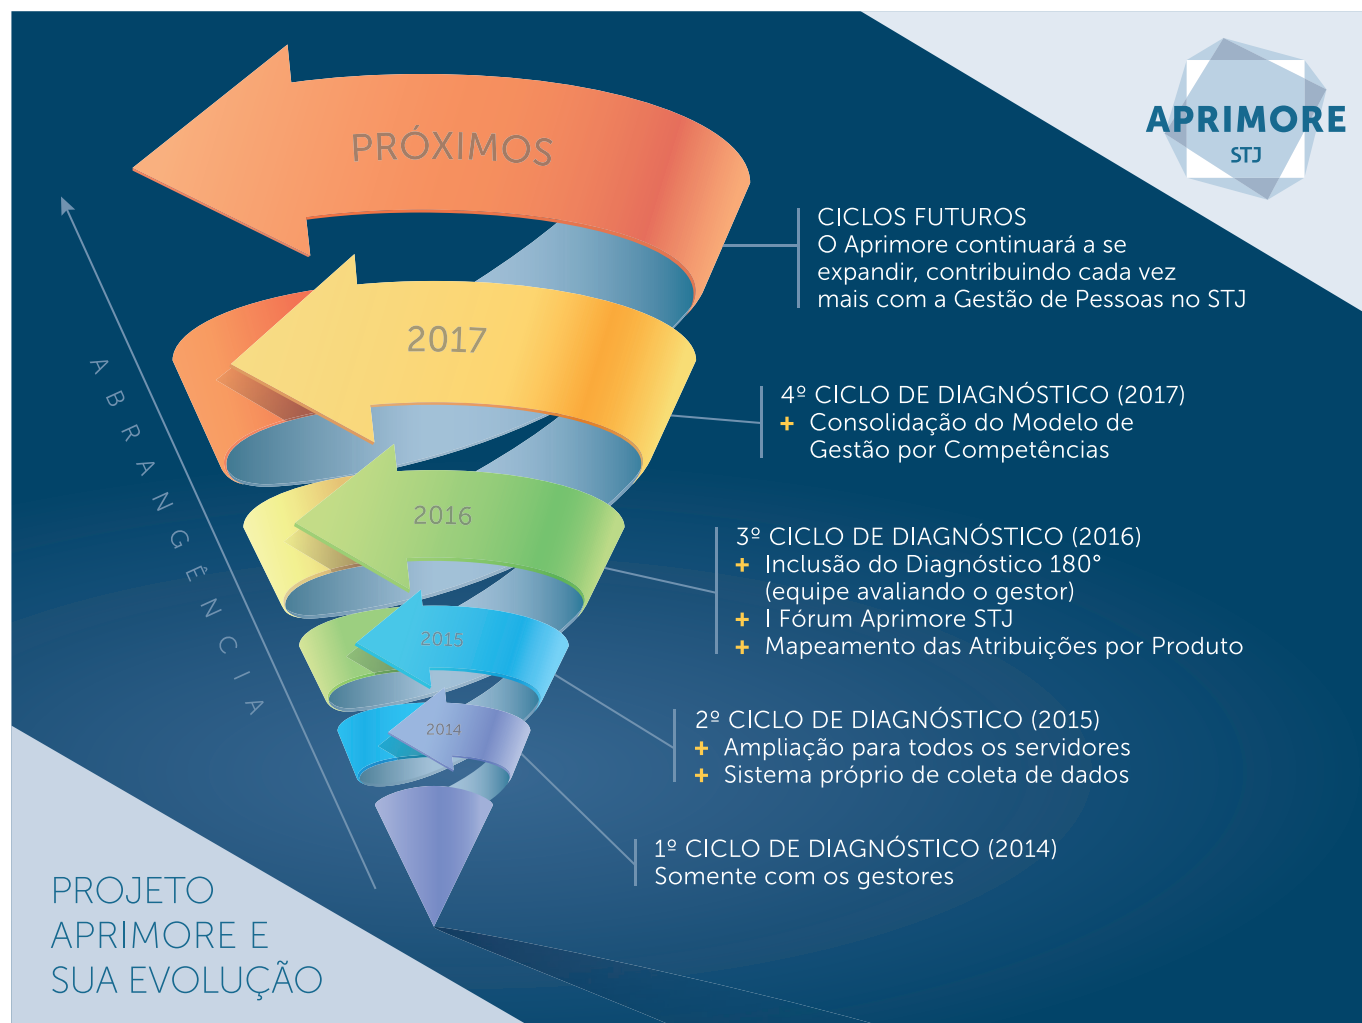 APRIMORE
STJ
PRÓXIMOS
CICLOS FUTUROS
O Aprimore continuará a se
expandir, contribuindo cada vez
mais com a Gestão de Pessoas no STJ
2017
4º CICLO DE DIAGNÓSTICO (2017)
+ Consolidação do Modelo de
Gestão por Competências
2016
3º CICLO DE DIAGNÓSTICO (2016)
+ Inclusão do Diagnóstico 180°
(equipe avaliando o gestor)
+ I Fórum Aprimore STJ
+ Mapeamento das Atribuições por Produto
2015
2º CICLO DE DIAGNÓSTICO (2015)
+ Ampliação para todos os servidores
+ Sistema próprio de coleta de dados
2014
1º CICLO DE DIAGNÓSTICO (2014)
Somente com os gestores
ABRANGÊNCIA
PROJETO
APRIMORE E
SUA EVOLUÇÃO